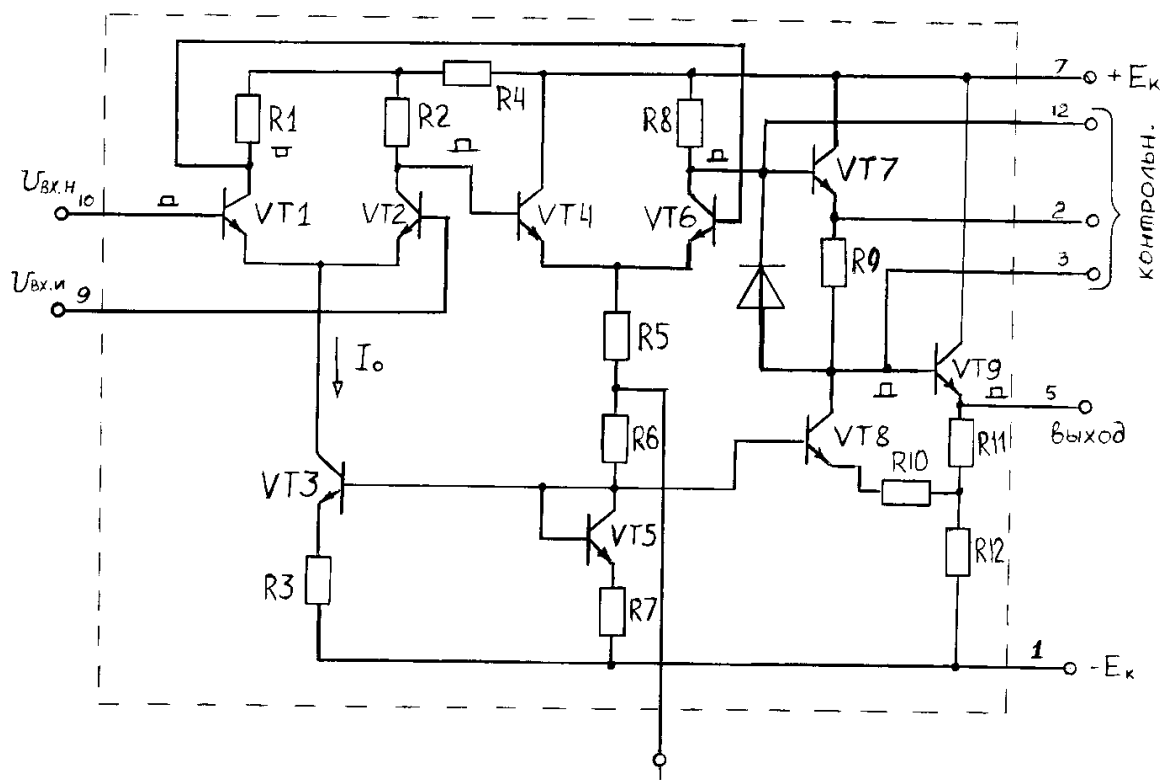 7
+ Eк
R4
12
R1
R2
R8
VT7
Uвх.н
10
VT1
VT2
VT4
VT6
2
R9
3
контрольн.
Uвх.и
9
R5
I₀
VT9
5
выход
R6
VT8
R11
R10
VT3
VT5
R12
R3
R7
1
- Eк